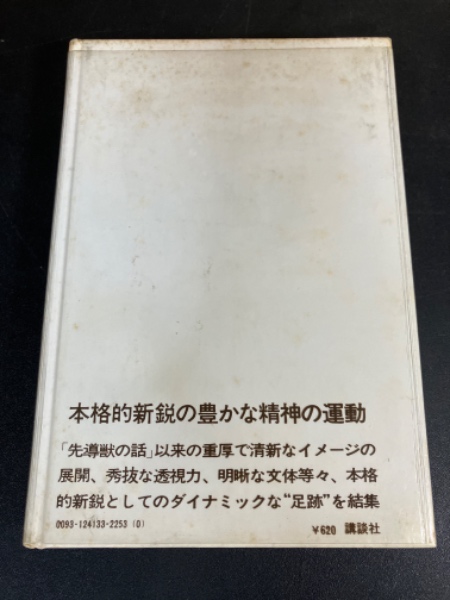 本格的新鋭の豊かな精神の運動
「先導獣の話」以来の重厚で清新なイメージの
展開、秀抜な透視力、明晰な文体等々、本格
的新鋭としてのダイナミックな“足跡”を結集
0093-124133-2253 (0)
￥620 講談社